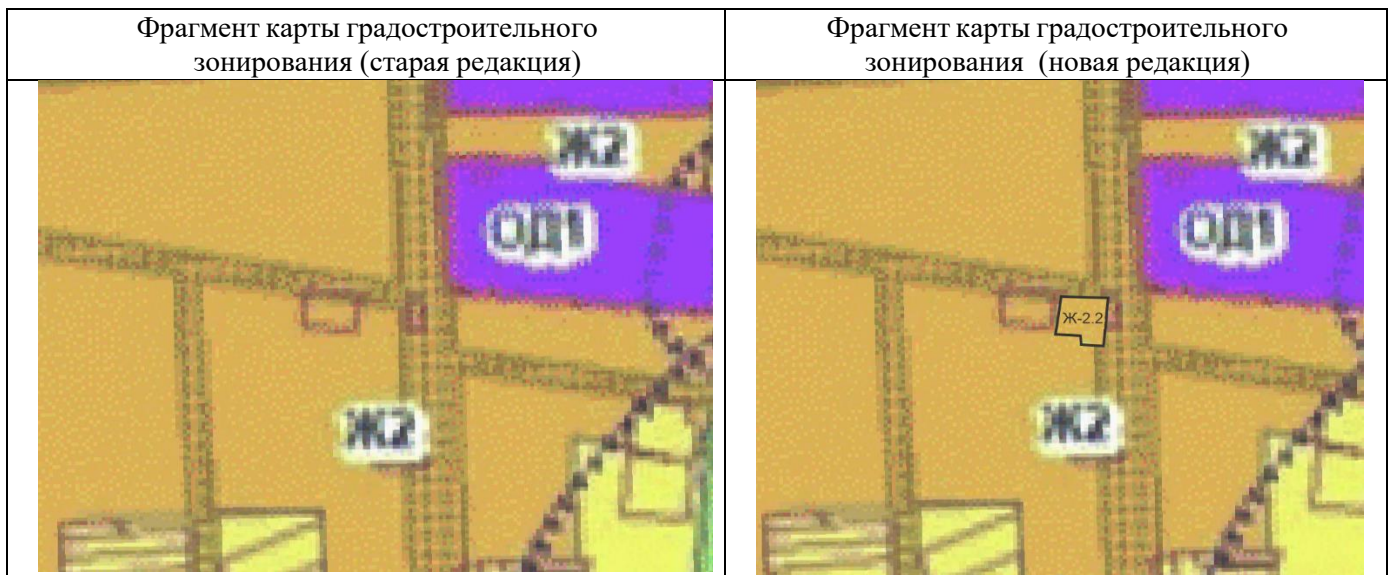 Фрагмент карты градостроительного
зонирования (старая редакция)
Фрагмент карты градостроительного
зонирования (новая редакция)
Ж2
ОД1
Ж2
Ж2
ОД1
Ж-2.2
Ж2